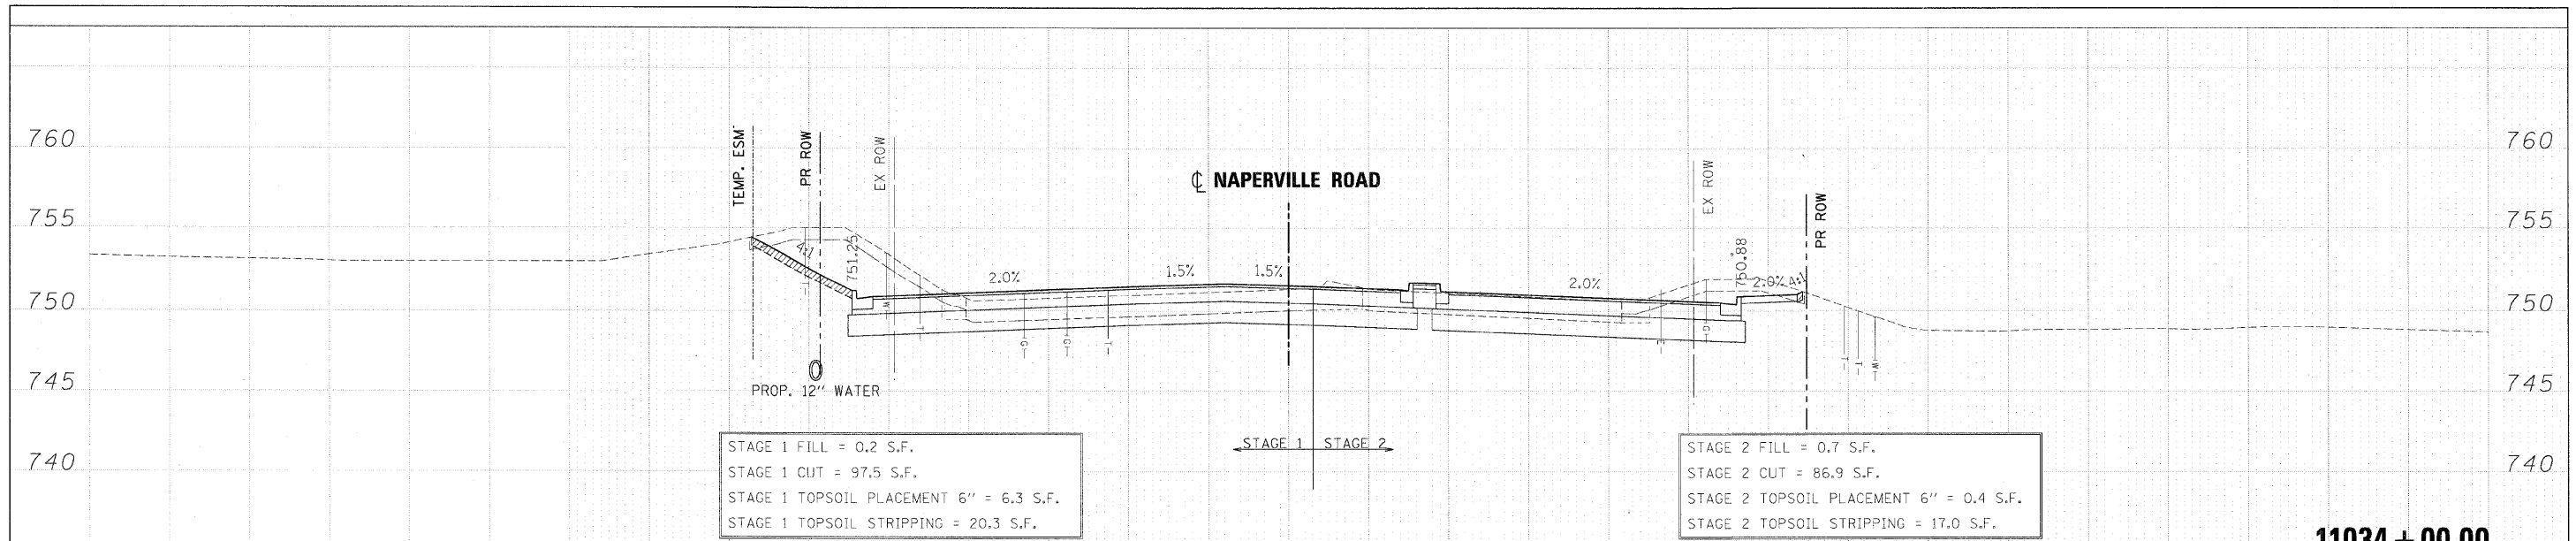 760
755
750
745
740
TEMP. ESM'T
PR ROW
EX ROW
℄ NAPERVILLE ROAD
EX ROW
PR ROW
760
755
750
745
740
4:1
751.25
2.0%
1.5%
1.5%
2.0%
750.88
2.0%
4:1
T
W
T
G
G
T
G
T
T
W
PROP. 12" WATER
STAGE 1
STAGE 2
STAGE 1 FILL = 0.2 S.F.
STAGE 1 CUT = 97.5 S.F.
STAGE 1 TOPSOIL PLACEMENT 6" = 6.3 S.F.
STAGE 1 TOPSOIL STRIPPING = 20.3 S.F.
STAGE 2 FILL = 0.7 S.F.
STAGE 2 CUT = 86.9 S.F.
STAGE 2 TOPSOIL PLACEMENT 6" = 0.4 S.F.
STAGE 2 TOPSOIL STRIPPING = 17.0 S.F.
11034 + 00.00